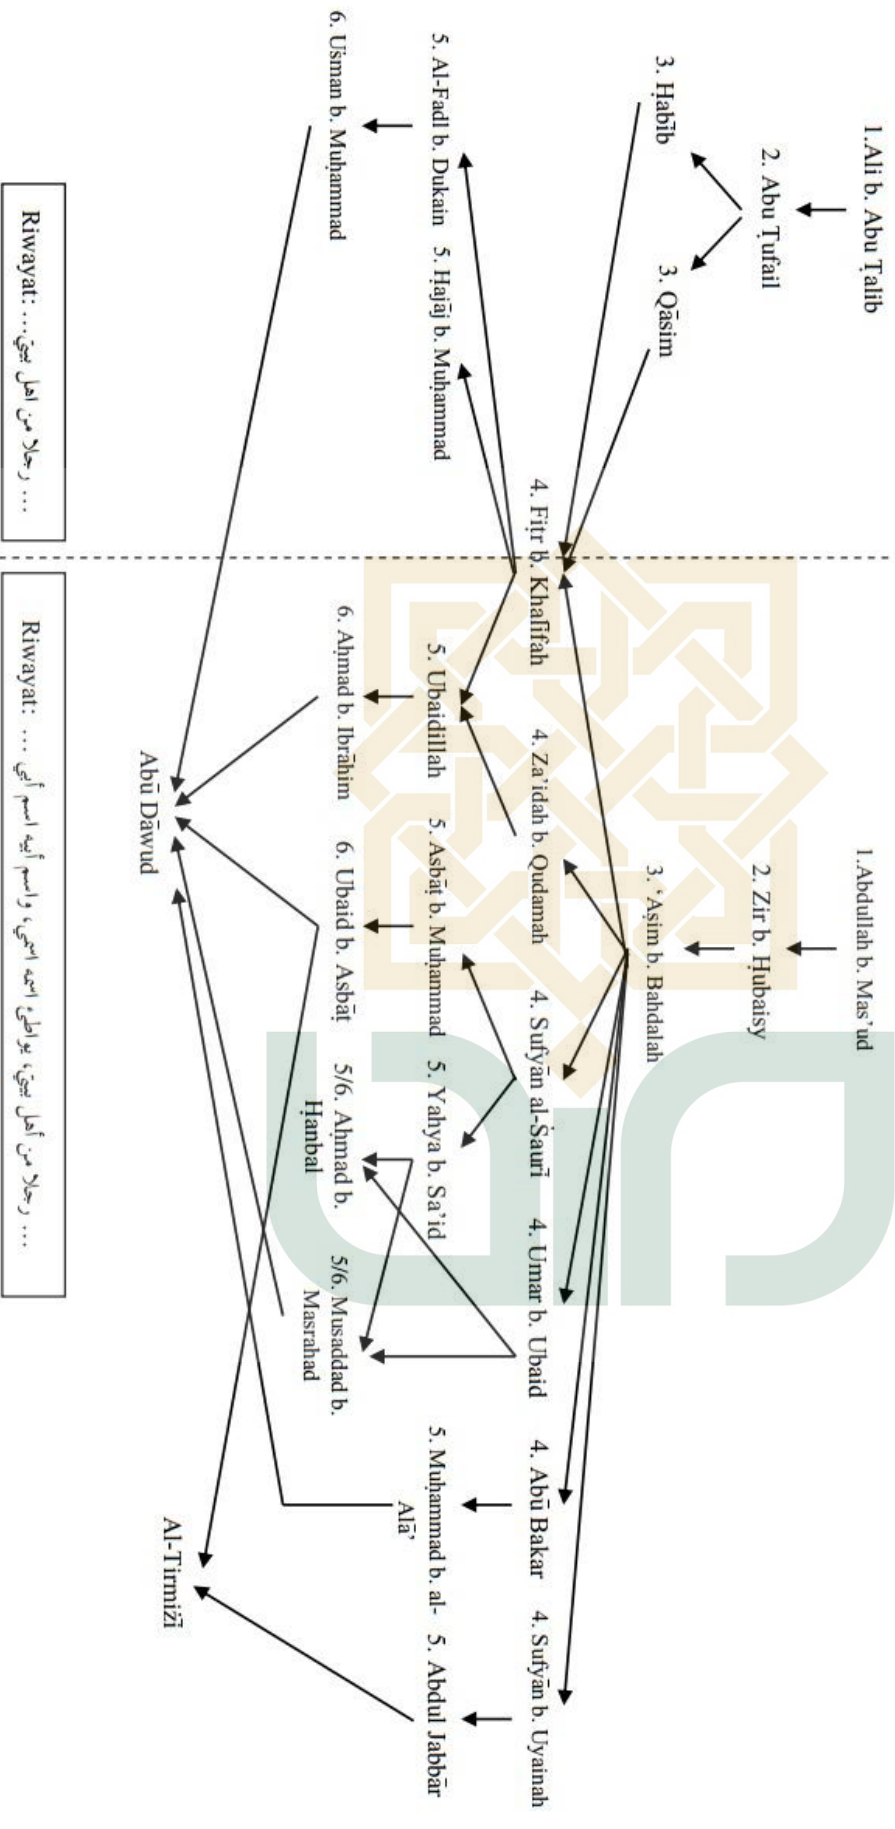 1.Ali b. Abu Ṭalib
1.Abdullah b. Mas’ud
2. Abu Ṭufail
2. Zir b. Ḥubaisy
3. Ḥabīb
3. Qāsim
3. ‘Aṣim b. Bahdalah
4. Fiṭr b. Khalīfah
4. Za’idah b. Qudamah
4. Sufyān al-Ṡaurī
4. Umar b. Ubaid
4. Abū Bakar
4. Sufyān b. Uyainah
5. Al-Fadl b. Dukain
5. Ḥajāj b. Muḥammad
5. Ubaidillah
5. Asbāṭ b. Muḥammad
5. Yahya b. Sa’id
5. Muḥammad b. al-
Alā’
5. Abdul Jabbār
6. Uṡman b. Muḥammad
6. Aḥmad b. Ibrāhim
6. Ubaid b. Asbāṭ
5/6. Aḥmad b.
Ḥanbal
5/6. Musaddad b.
Masrahad
Abū Dāwud
Al-Tirmiżī
Riwayat: ...رجلا من اهل بيتي ...
Riwayat: ... رجلا من أهل بيتي، يواطئ اسمه اسمي، واسم أبيه اسم أبي ...